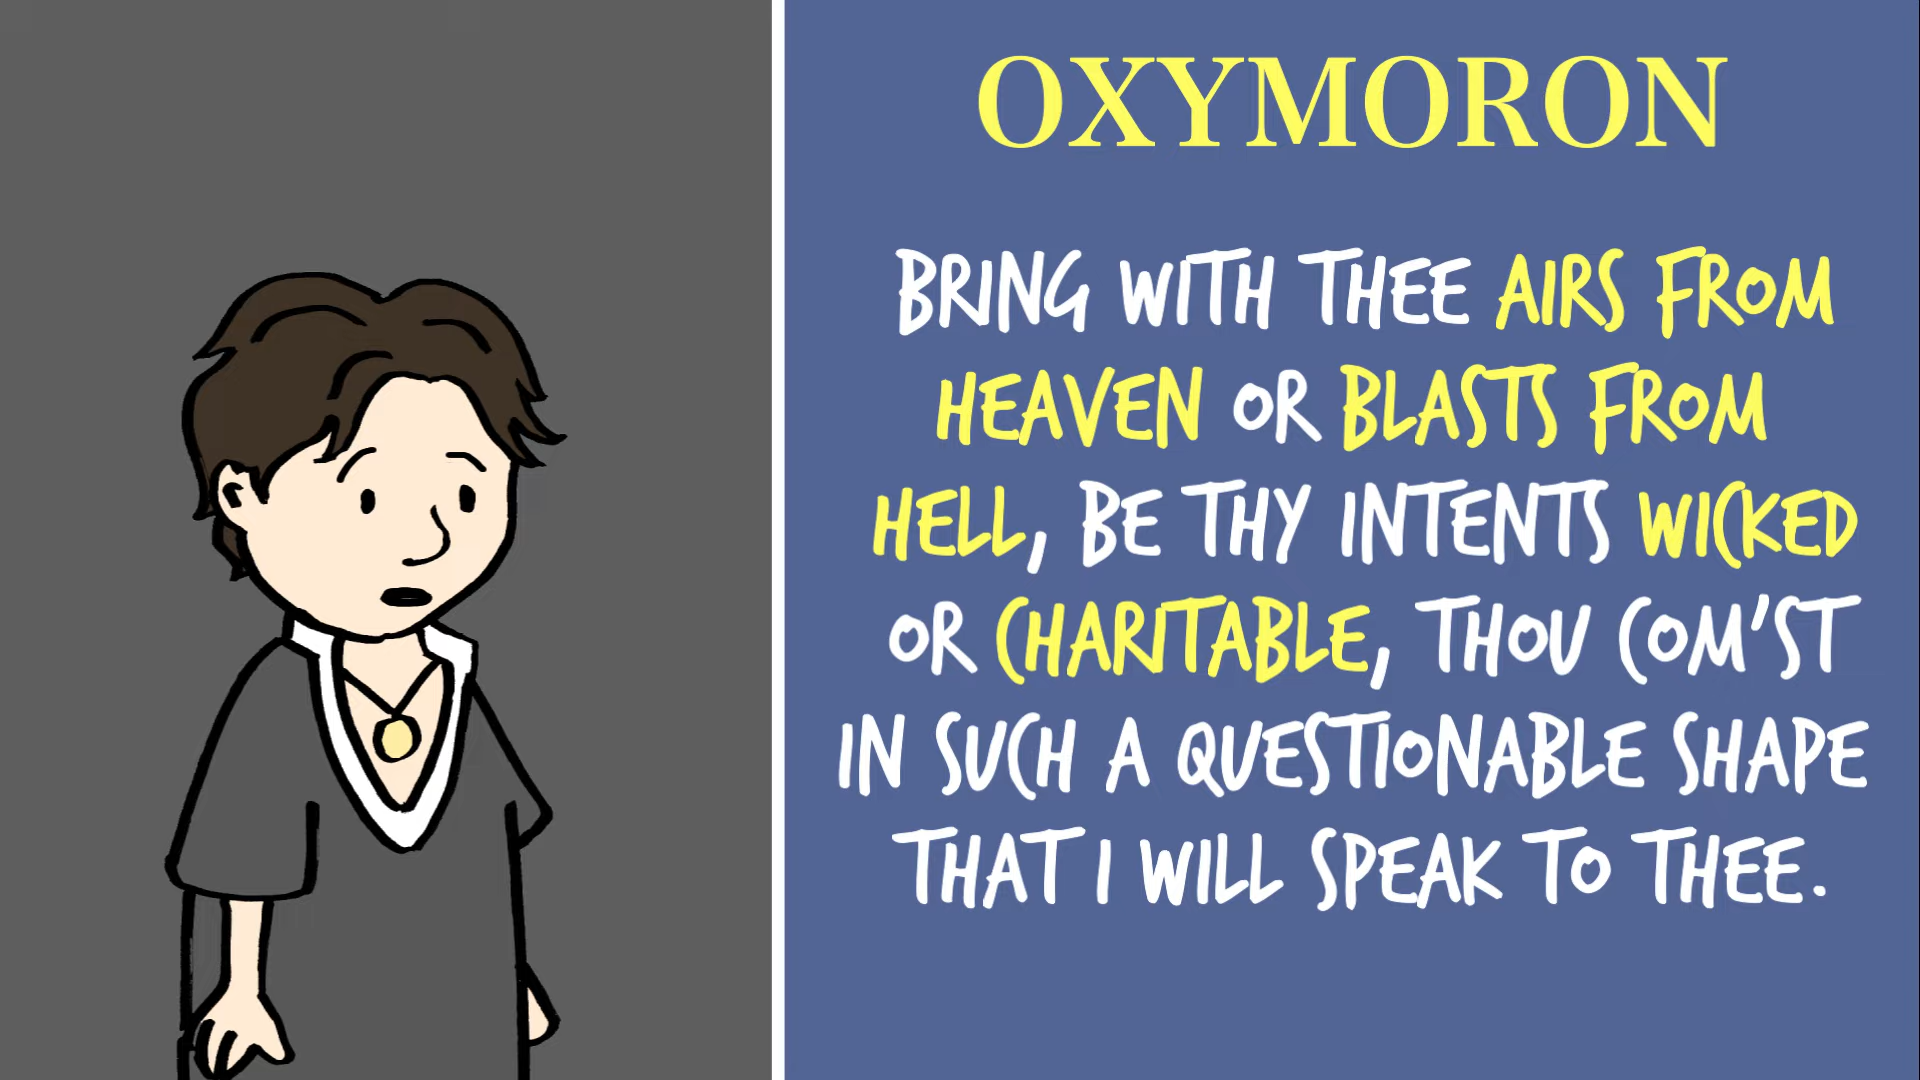 OXYMORON
BRING WITH THEE AIRS FROM
HEAVEN OR BLASTS FROM
HELL, BE THY INTENTS WICKED
OR CHARITABLE, THOU COM'ST
IN SUCH A QUESTIONABLE SHAPE
THAT I WILL SPEAK TO THEE.